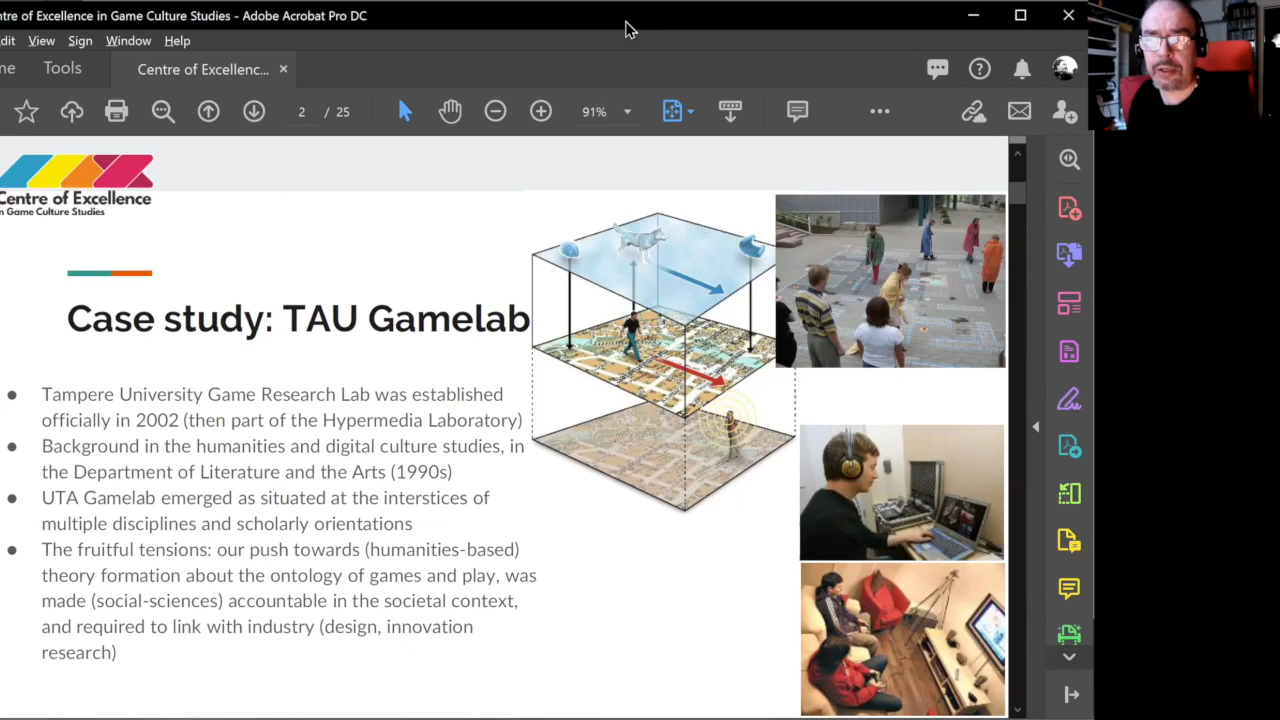 ntre of Excellence in Game Culture Studies - Adobe Acrobat Pro DC
dit View Sign Window Help
me Tools Centre of Excellenc... ×
2 / 25 91%
Centre of Excellence
in Game Culture Studies
Case study: TAU Gamelab
● Tampere University Game Research Lab was established
officially in 2002 (then part of the Hypermedia Laboratory)
● Background in the humanities and digital culture studies, in
the Department of Literature and the Arts (1990s)
● UTA Gamelab emerged as situated at the interstices of
multiple disciplines and scholarly orientations
● The fruitful tensions: our push towards (humanities-based)
theory formation about the ontology of games and play, was
made (social-sciences) accountable in the societal context,
and required to link with industry (design, innovation
research)